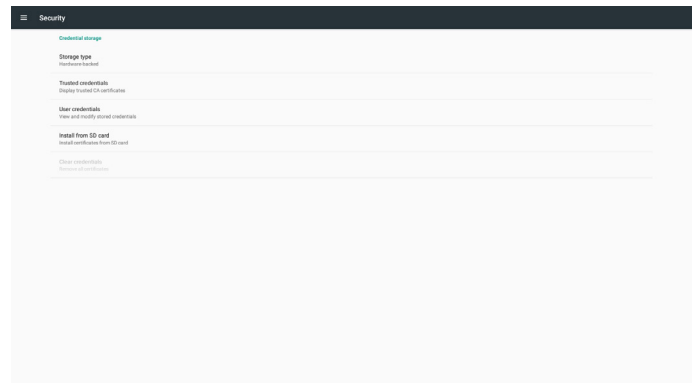 Security
Credential storage
Storage type
Hardware-backed
Trusted credentials
Display trusted CA certificates
User credentials
View and modify stored credentials
Install from SD card
Install certificates from SD card
Clear credentials
Remove all certificates